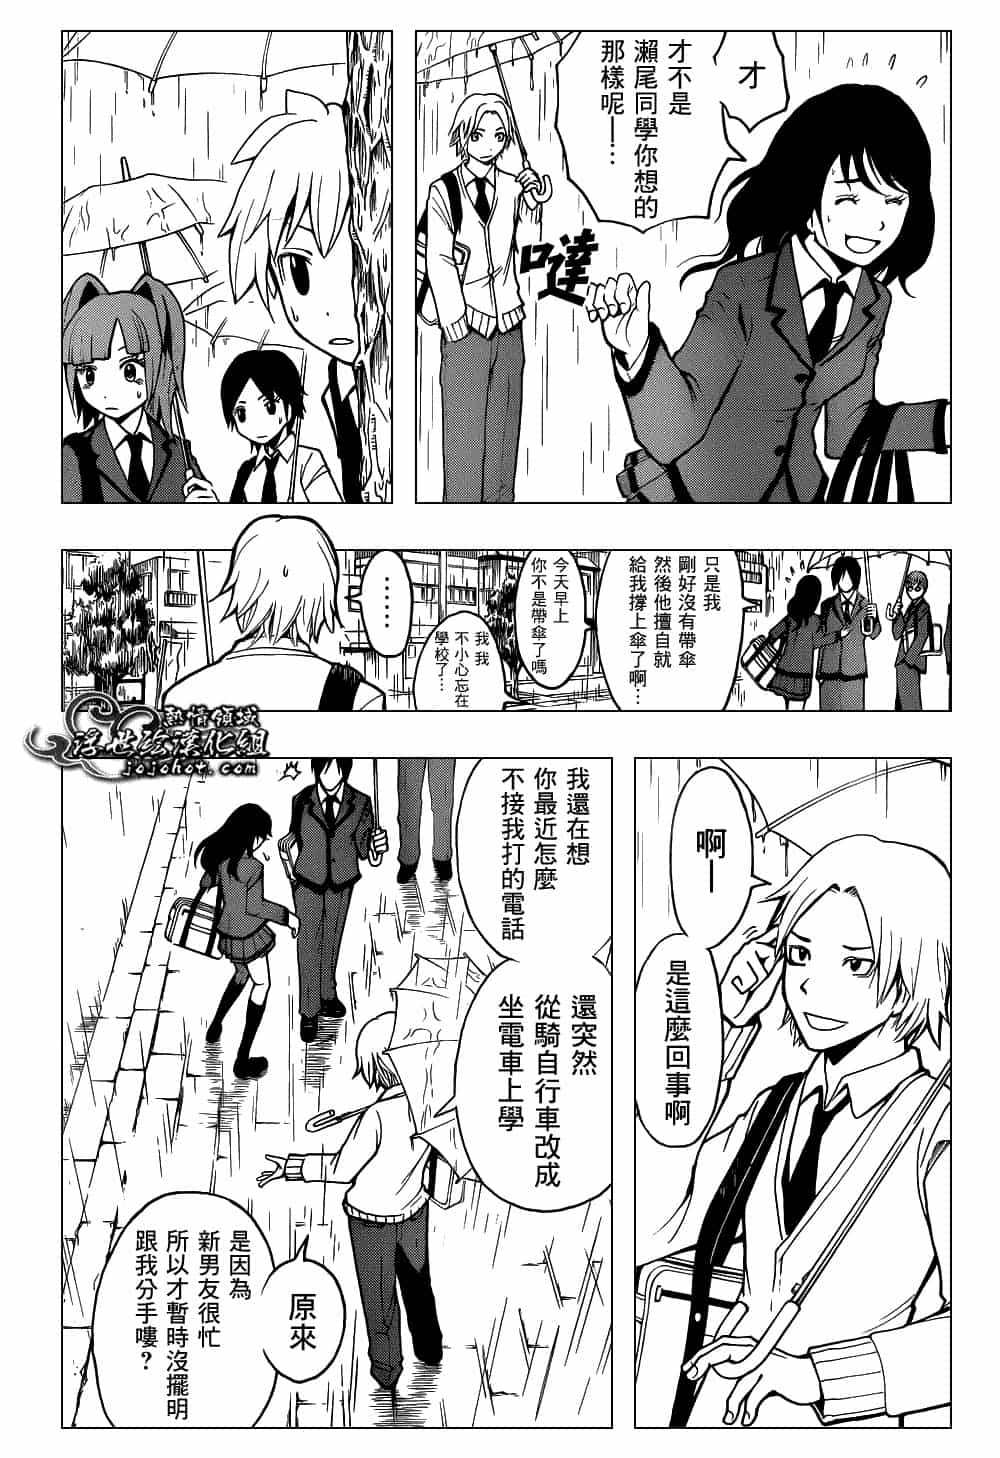 才
才不是
瀨尾同學你想的
那樣呢—…
噠
只是我
剛好沒有帶傘
然後他擅自就
給我撐上傘了啊…
今天早上
你不是帶傘了嗎
我 我
不小心忘在
學校了…
……
啊—
是這麼回事啊
我還在想
你最近怎麼
不接我打的電話
還突然
從騎自行車改成
坐電車上學
原來
是因為
新男友很忙
所以才暫時沒擺明
跟我分手嘍?
熱情領域
浮世绘漢化組
jojohot.com